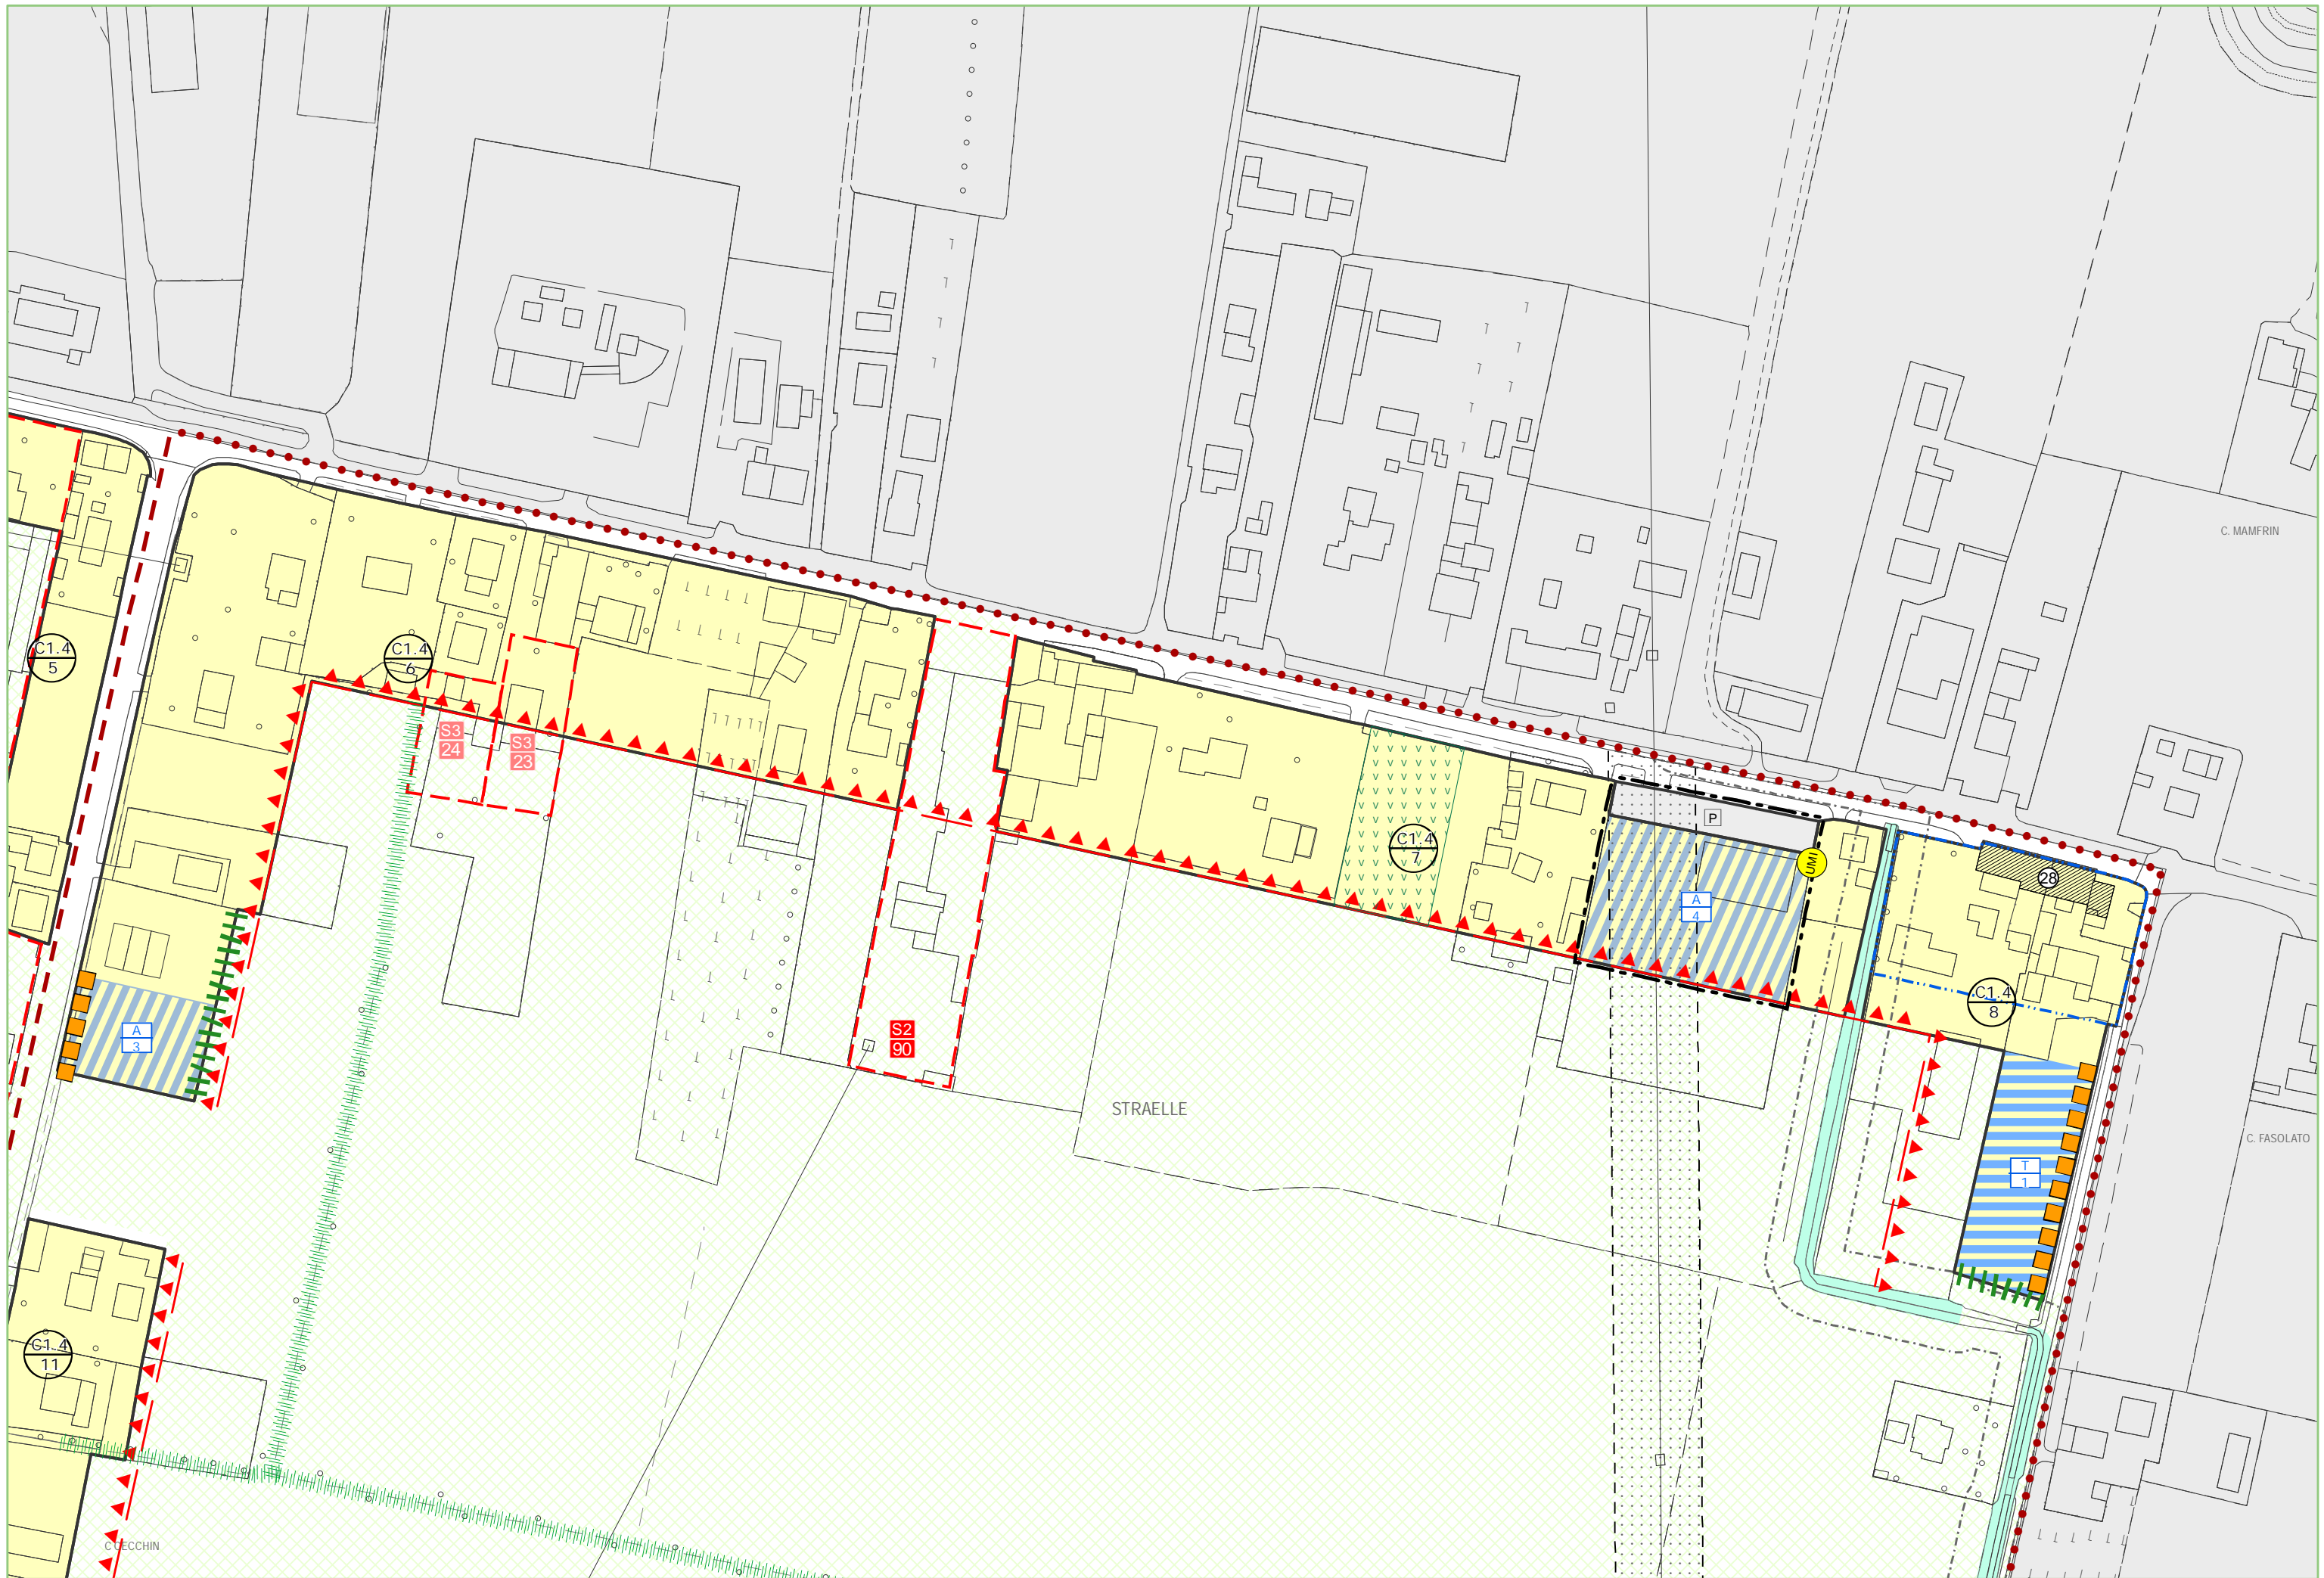 C. MAMFRIN
C1.4
5
C1.4
6
S3
24
S3
23
P
C1.4
7
UMI
28
A
4
C1.4
8
A
3
S2
90
STRAELLE
C. FASOLATO
T
1
C1.4
11
C CECCHIN